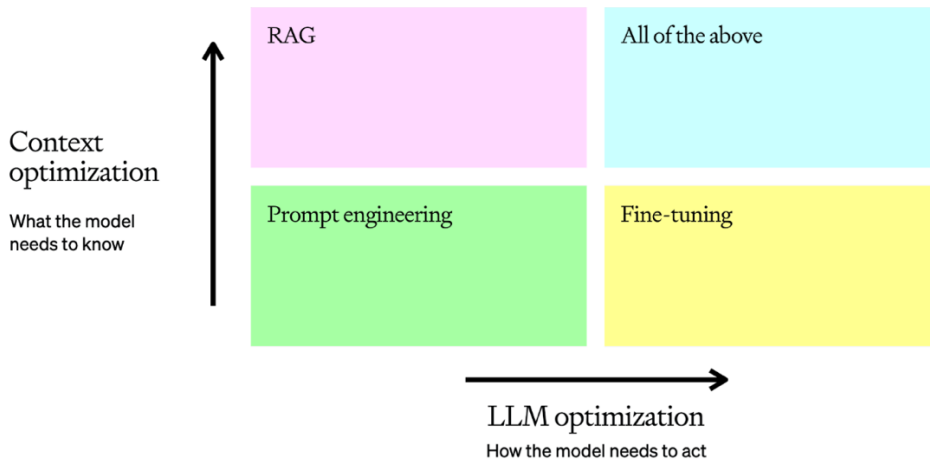 RAG
All of the above
Context
optimization
What the model
needs to know
Prompt engineering
Fine-tuning
LLM optimization
How the model needs to act